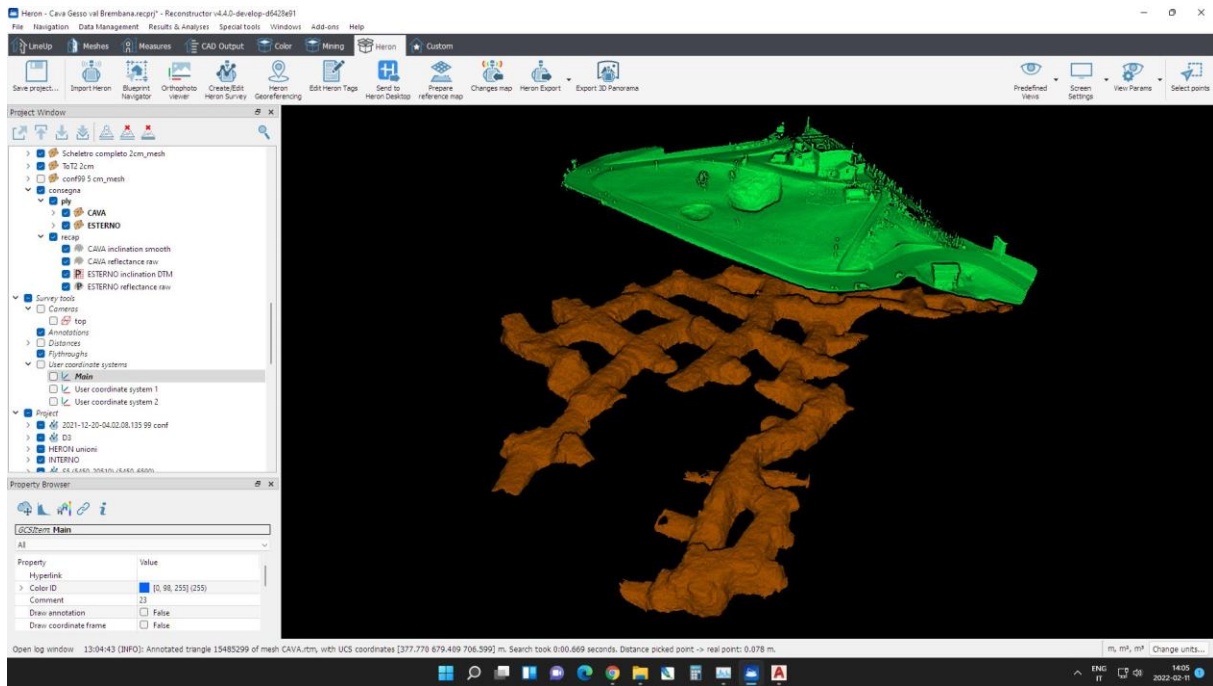 Heron - Cava Gesso val Brembana.recprj* - Reconstructor v4.4.0-develop-d6428e91
File Navigation Data Management Results & Analyses Special tools Windows Add-ons Help
LineUp Meshes Measures CAD Output Color Mining Heron Custom
Save project... Import Heron Blueprint Navigator Orthophoto viewer Create/Edit Heron Survey Heron Georeferencing Edit Heron Tags Send to Heron Desktop Prepare reference map Changes map Heron Export Export 3D Panorama Predefined Views Screen Settings View Params Select points
Project Window
Scheletro completo 2cm_mesh
ToT2 2cm
conf99 5 cm_mesh
consegna
ply
CAVA
ESTERNO
recap
CAVA inclination smooth
CAVA reflectance raw
ESTERNO inclination DTM
ESTERNO reflectance raw
Survey tools
Cameras
top
Annotations
Distances
Flythroughs
User coordinate systems
Main
User coordinate system 1
User coordinate system 2
Project
2021-12-20-04.02.08.135 99 conf
D3
HERON unioni
INTERNO
Property Browser
GCSItem: Main
All
Property Value
Hyperlink
Color ID [0, 98, 255] (255)
Comment 23
Draw annotation False
Draw coordinate frame False
Open log window 13:04:43 (INFO): Annotated triangle 15485299 of mesh CAVA.rtm, with UCS coordinates [377.770 679.409 706.599] m. Search took 0:00.669 seconds. Distance picked point -> real point: 0.078 m.
m, m², m³ Change units...
ENG
IT
14:05
2022-02-11